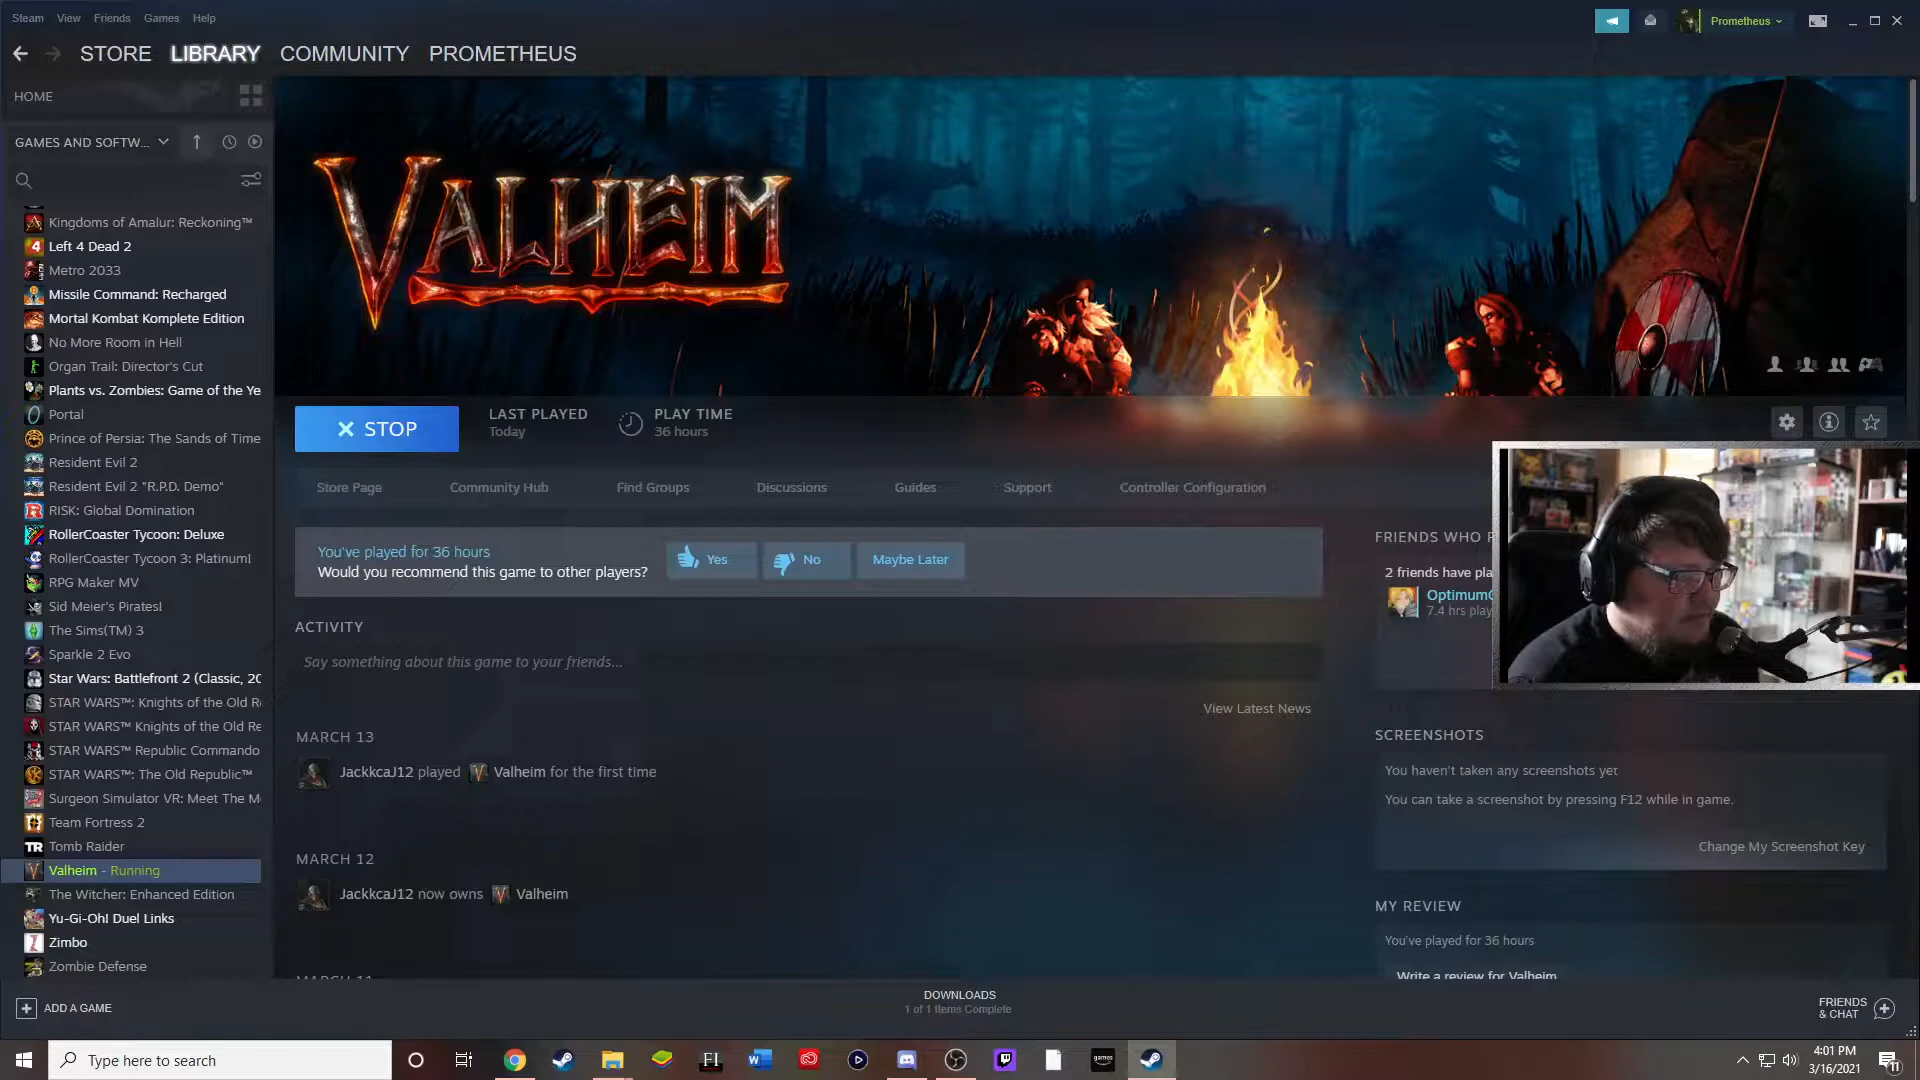 Steam View Friends Games Help
Prometheus
STORE LIBRARY COMMUNITY PROMETHEUS
HOME
GAMES AND SOFTW...
VALHEIM
Kingdoms of Amalur: Reckoning™
Left 4 Dead 2
Metro 2033
Missile Command: Recharged
Mortal Kombat Komplete Edition
No More Room in Hell
Organ Trail: Director's Cut
Plants vs. Zombies: Game of the Ye
Portal
Prince of Persia: The Sands of Time
Resident Evil 2
Resident Evil 2 "R.P.D. Demo"
RISK: Global Domination
RollerCoaster Tycoon: Deluxe
RollerCoaster Tycoon 3: Platinum!
RPG Maker MV
Sid Meier's Pirates!
The Sims(TM) 3
Sparkle 2 Evo
Star Wars: Battlefront 2 (Classic, 20
STAR WARS™: Knights of the Old R
STAR WARS™ Knights of the Old Re
STAR WARS™ Republic Commando
STAR WARS™: The Old Republic™
Surgeon Simulator VR: Meet The M
Team Fortress 2
Tomb Raider
Valheim - Running
The Witcher: Enhanced Edition
Yu-Gi-Oh! Duel Links
Zimbo
Zombie Defense
STOP
LAST PLAYED
Today
PLAY TIME
36 hours
Store Page Community Hub Find Groups Discussions Guides Support Controller Configuration
You've played for 36 hours
Would you recommend this game to other players?
Yes No Maybe Later
ACTIVITY
Say something about this game to your friends...
View Latest News
MARCH 13
JackkcaJ12 played Valheim for the first time
MARCH 12
JackkcaJ12 now owns Valheim
MARCH 11
FRIENDS WHO P
2 friends have pla
Optimum
7.4 hrs play
SCREENSHOTS
You haven't taken any screenshots yet
You can take a screenshot by pressing F12 while in game.
Change My Screenshot Key
MY REVIEW
You've played for 36 hours
Write a review for Valheim
ADD A GAME
DOWNLOADS
1 of 1 Items Complete
FRIENDS
& CHAT
Type here to search
4:01 PM
3/16/2021
11